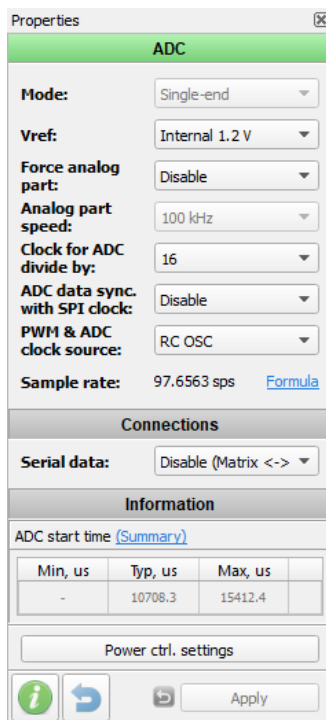 Properties
ADC
Mode: Single-end
Vref: Internal 1.2 V
Force analog
part: Disable
Analog part
speed: 100 kHz
Clock for ADC
divide by: 16
ADC data sync.
with SPI clock: Disable
PWM & ADC
clock source: RC OSC
Sample rate: 97.6563 sps Formula
Connections
Serial data: Disable (Matrix <->
Information
ADC start time (Summary)
Min, us Typ, us Max, us
- 10708.3 15412.4
Power ctrl. settings
i Apply